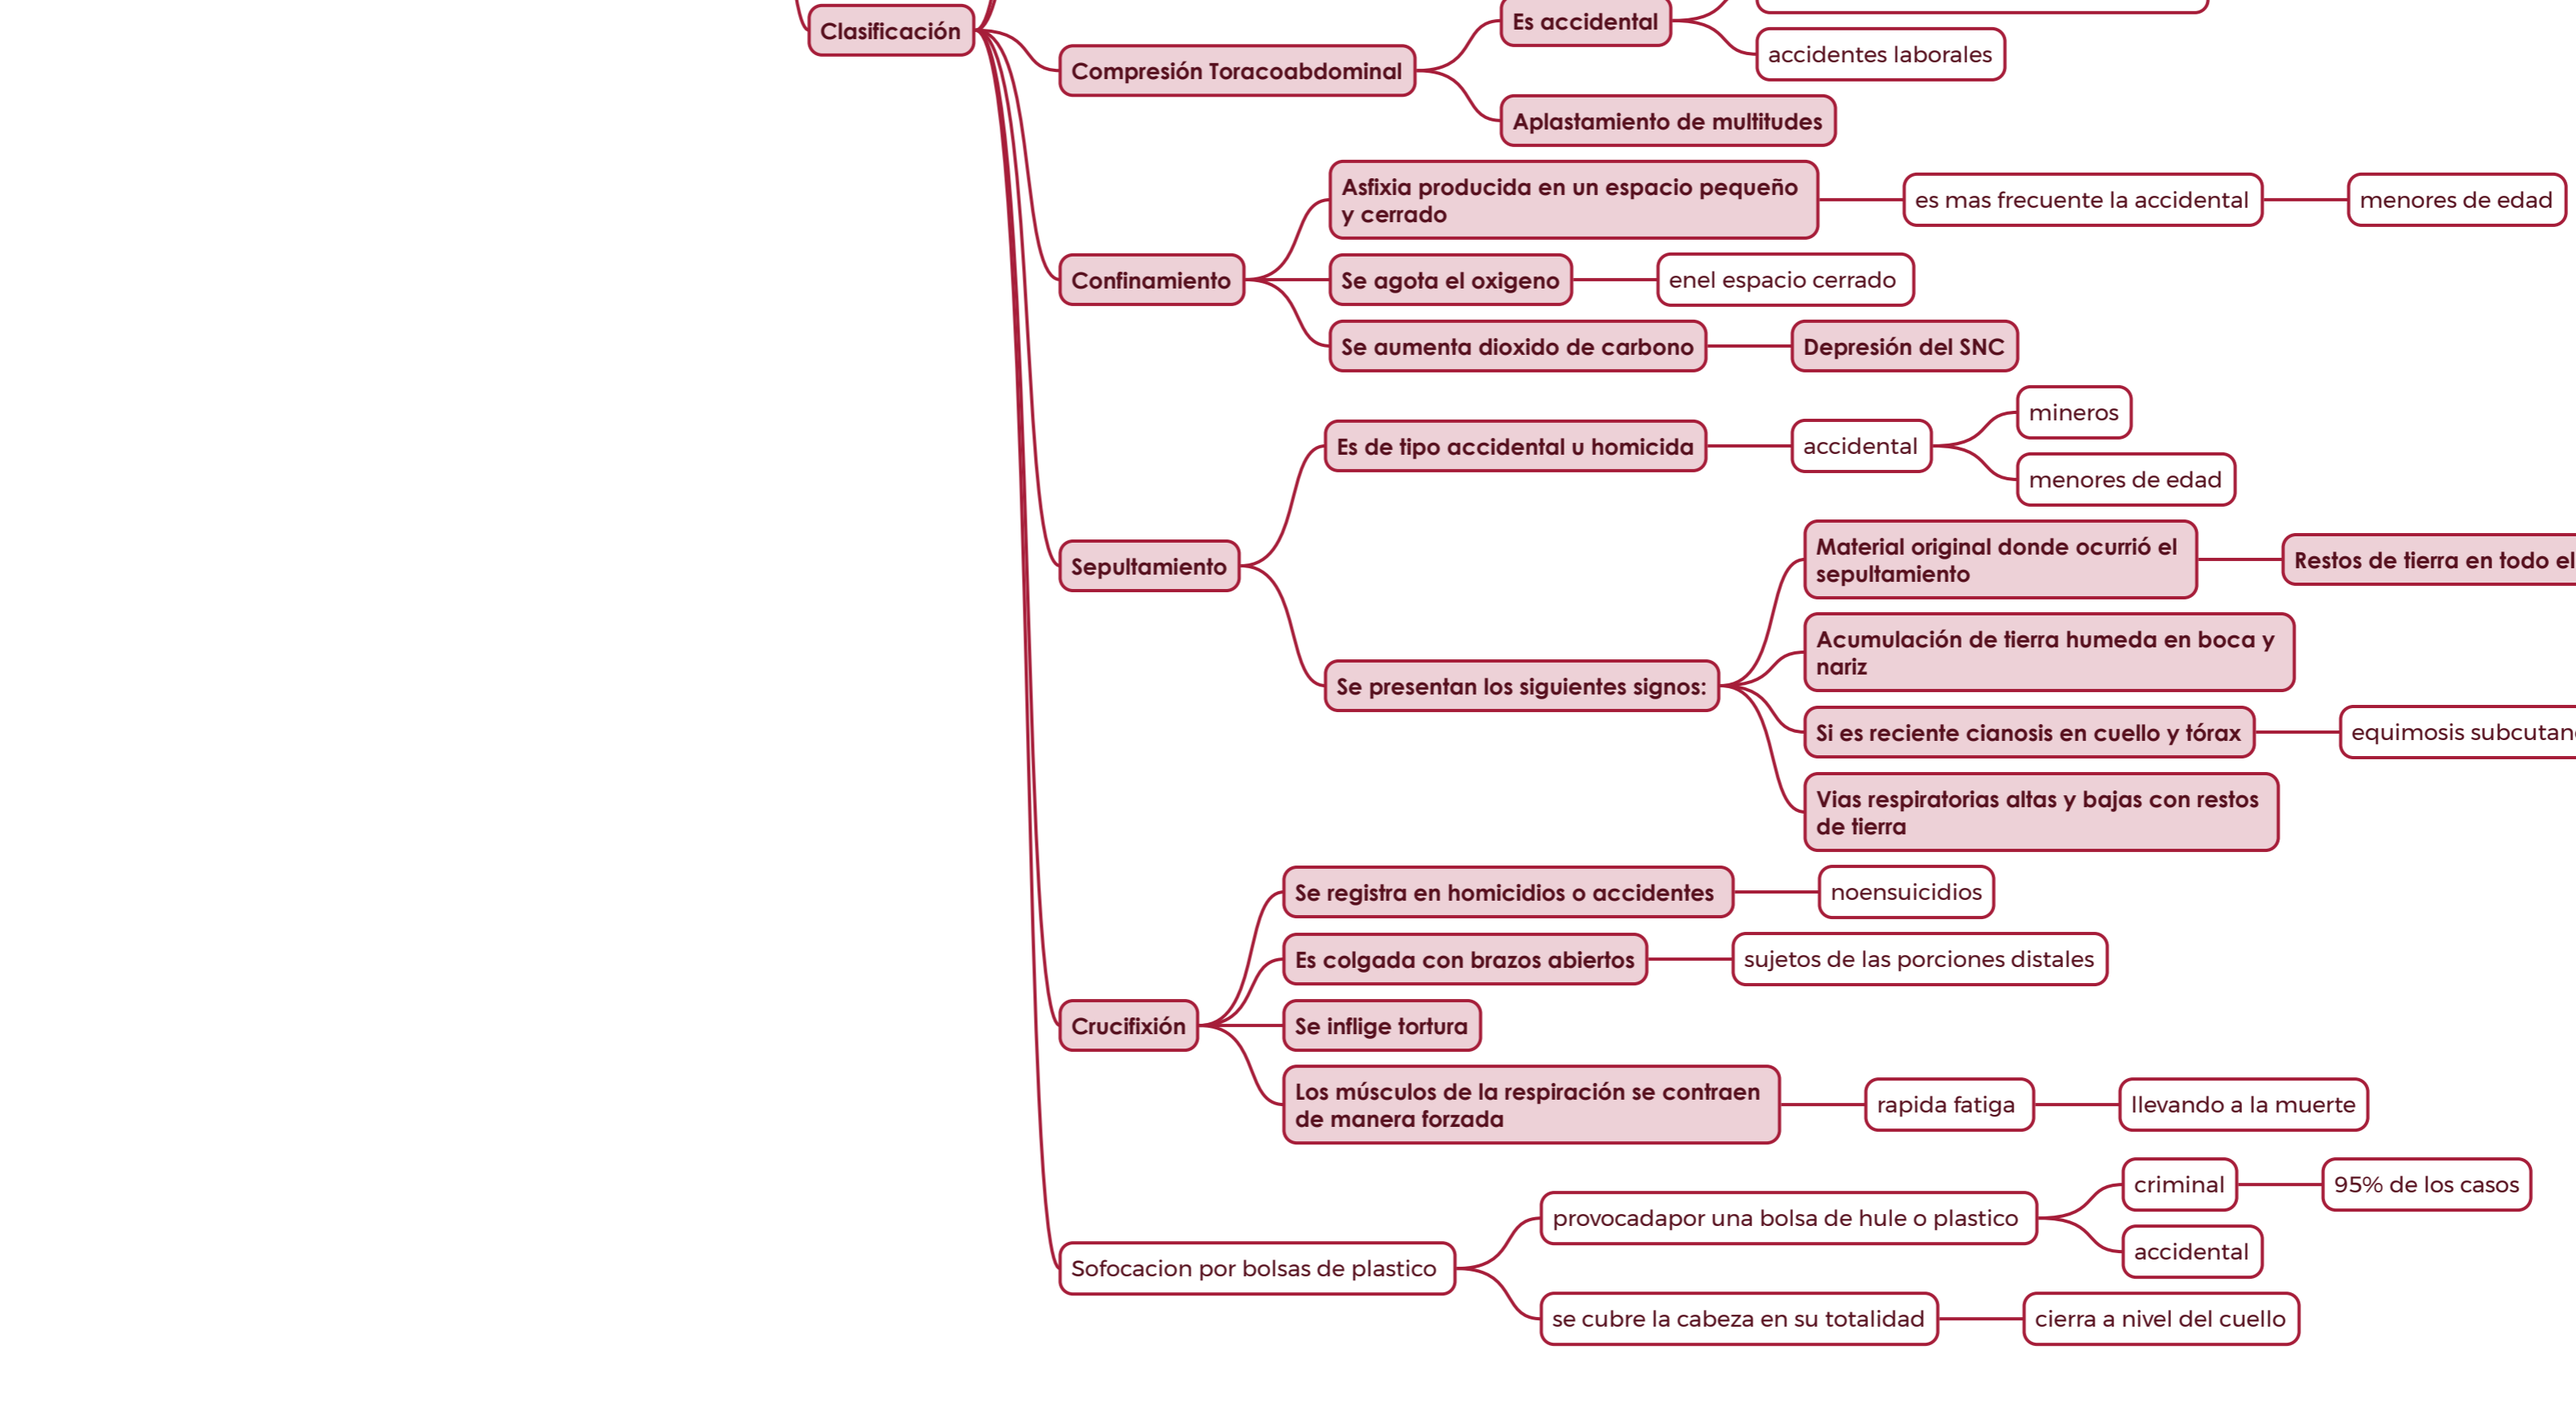 Clasificación
Compresión Toracoabdominal
Es accidental
accidentes laborales
Aplastamiento de multitudes
Confinamiento
Asfixia producida en un espacio pequeño
y cerrado
es mas frecuente la accidental
menores de edad
Se agota el oxigeno
enel espacio cerrado
Se aumenta dioxido de carbono
Depresión del SNC
Sepultamiento
Es de tipo accidental u homicida
accidental
mineros
menores de edad
Se presentan los siguientes signos:
Material original donde ocurrió el
sepultamiento
Restos de tierra en todo el
Acumulación de tierra humeda en boca y
nariz
Si es reciente cianosis en cuello y tórax
equimosis
Vias respiratorias altas y bajas con restos
de tierra
Crucifixión
Se registra en homicidios o accidentes
noensuicidios
Es colgada con brazos abiertos
sujetos de las porciones distales
Se inflige tortura
Los músculos de la respiración se contraen
de manera forzada
rapida fatiga
llevando a la muerte
Sofocacion por bolsas de plastico
provocadapor una bolsa de hule o plastico
criminal
95% de los casos
accidental
se cubre la cabeza en su totalidad
cierra a nivel del cuello